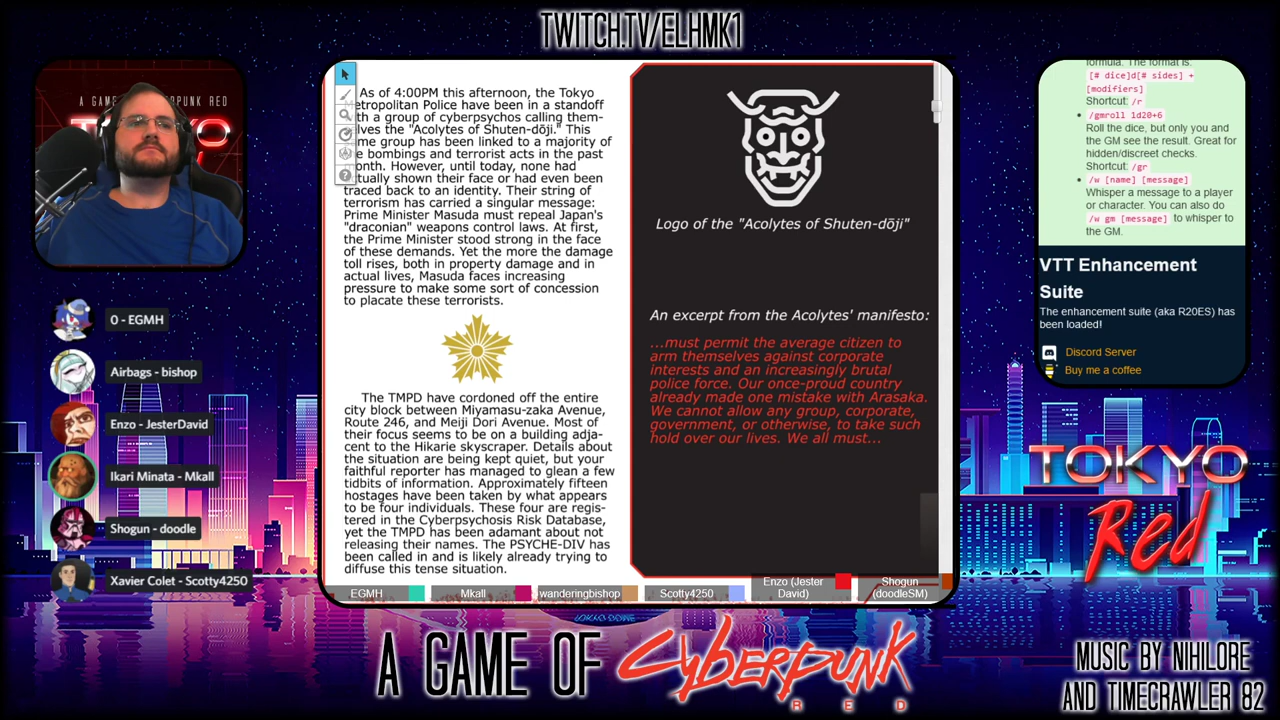 TWITCH.TV/ELHMK1
As of 4:00PM this afternoon, the Tokyo
etropolitan Police have been in a standoff
th a group of cyberpsychos calling them-
lves the "Acolytes of Shuten-dōji." This
me group has been linked to a majority of
e bombings and terrorist acts in the past
onth. However, until today, none had
tually shown their face or had even been
traced back to an identity. Their string of
terrorism has carried a singular message:
Prime Minister Masuda must repeal Japan's
"draconian" weapons control laws. At first,
the Prime Minister stood strong in the face
of these demands. Yet the more the damage
toll rises, both in property damage and in
actual lives, Masuda faces increasing
pressure to make some sort of concession
to placate these terrorists.
The TMPD have cordoned off the entire
city block between Miyamasu-zaka Avenue,
Route 246, and Meiji Dori Avenue. Most of
their focus seems to be on a building adja-
cent to the Hikarie skyscraper. Details about
the situation are being kept quiet, but your
faithful reporter has managed to glean a few
tidbits of information. Approximately fifteen
hostages have been taken by what appears
to be four individuals. These four are regis-
tered in the Cyberpsychosis Risk Database,
yet the TMPD has been adamant about not
releasing their names. The PSYCHE-DIV has
been called in and is likely already trying to
diffuse this tense situation.
Logo of the "Acolytes of Shuten-dōji"
An excerpt from the Acolytes' manifesto:
...must permit the average citizen to
arm themselves against corporate
interests and an increasingly brutal
police force. Our once-proud country
already made one mistake with Arasaka.
We cannot allow any group, corporate,
government, or otherwise, to take such
hold over our lives. We all must...
formula. The format is:
[# dice]d[# sides] +
[modifiers]
Shortcut: /r
• /gmroll 1d20+6
Roll the dice, but only you and
the GM see the result. Great for
hidden/discreet checks.
Shortcut: /gr
• /w [name] [message]
Whisper a message to a player
or character. You can also do
/w gm [message] to whisper to
the GM.
VTT Enhancement
Suite
The enhancement suite (aka R20ES) has
been loaded!
Discord Server
Buy me a coffee
0 - EGMH
Airbags - bishop
Enzo - JesterDavid
Ikari Minata - Mkall
Shogun - doodle
Xavier Colet - Scotty4250
EGMH
Mkall
wanderingbishop
Scotty4250
Enzo (Jester
David)
Shogun
(doodleSM)
TOKYO
Red
A GAME OF Cyberpunk
RED
MUSIC BY NIHILORE
AND TIMECRAWLER 82